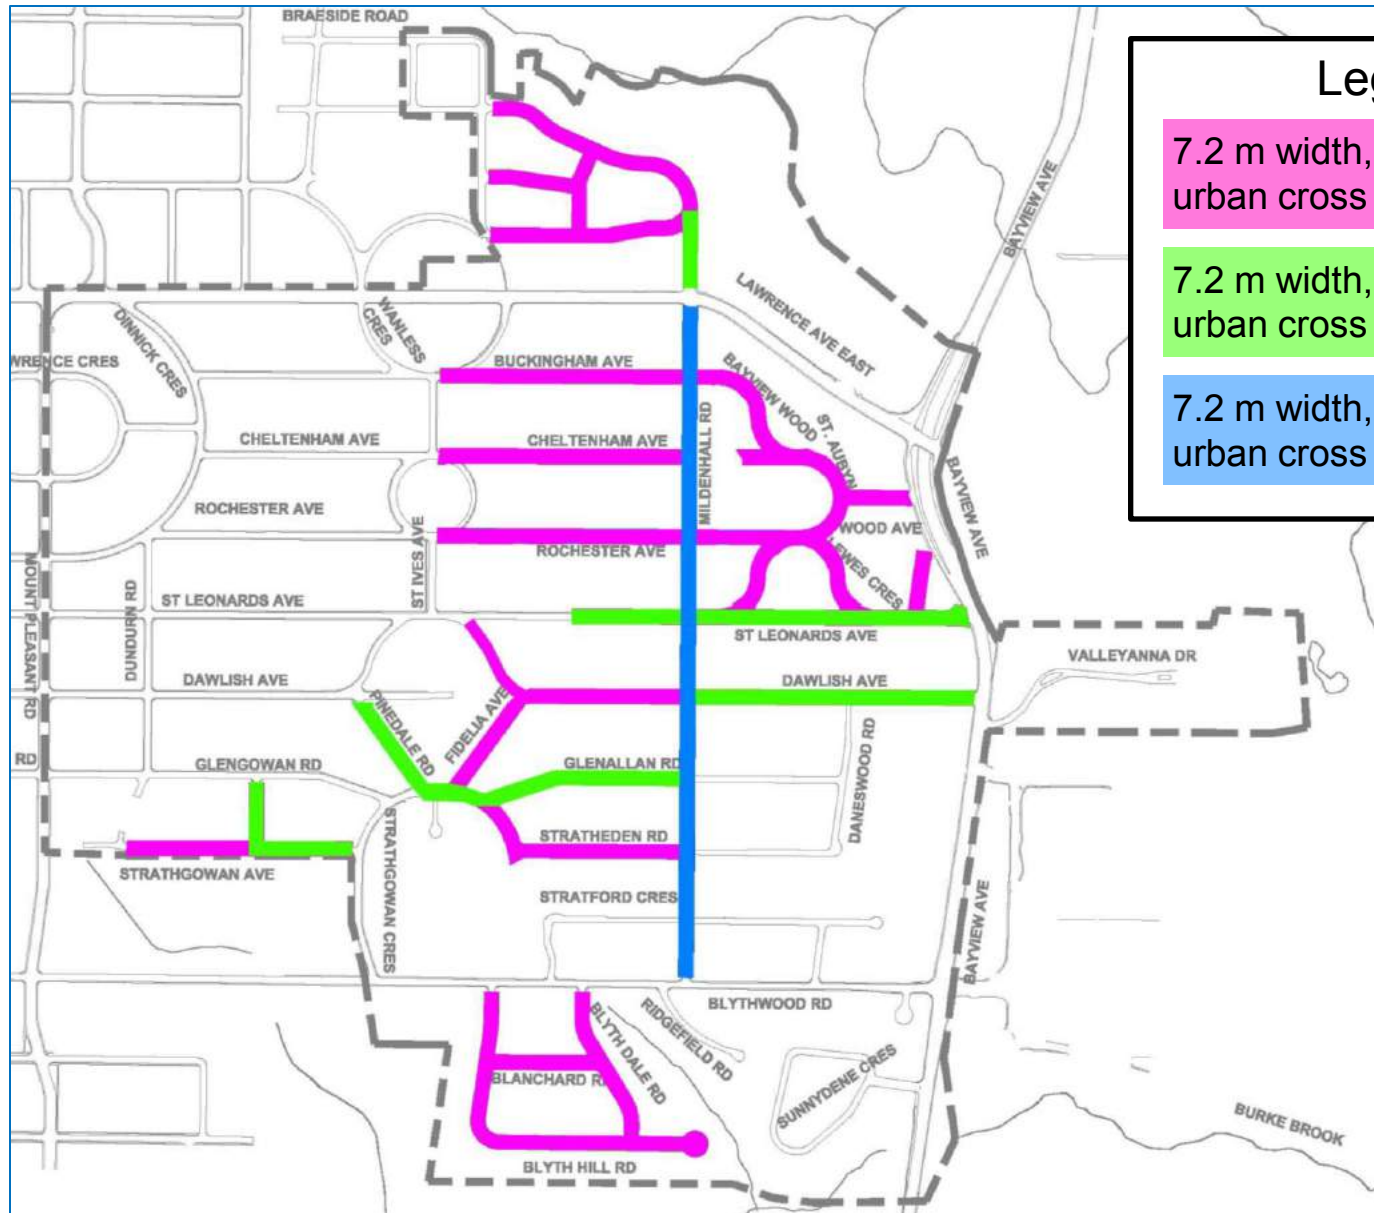 BRAESIDE ROAD
Leg
7.2 m width,
urban cross
7.2 m width,
urban cross
7.2 m width,
urban cross
BAYVIEW AVE
LAWRENCE AVE EAST
WANLESS
CRES
DINNICK CRES
WRENCE CRES
BUCKINGHAM AVE
BAYVIEW WOOD
ST. AUBYN
CHELTENHAM AVE
CHELTENHAM AVE
MILDENHALL RD
BAYVIEW AVE
ROCHESTER AVE
WOOD AVE
ROCHESTER AVE
LEWES CRES
ST IVES AVE
MOUNT PLEASANT RD
DUNDURN RD
ST LEONARDS AVE
ST LEONARDS AVE
VALLEYANNA DR
DAWLISH AVE
DAWLISH AVE
PINEDALE RD
FIDELIA AVE
DANESWOOD RD
RD
GLENGOWAN RD
GLENALLAN RD
STRATHEDEN RD
STRATHGOWAN AVE
STRATHGOWAN CRES
STRATFORD CRES
BAYVIEW AVE
BLYTHWOOD RD
RIDGEFIELD RD
BLYTH DALE RD
BLANCHARD R
SUNNYDENE CRES
BURKE BROOK
BLYTH HILL RD